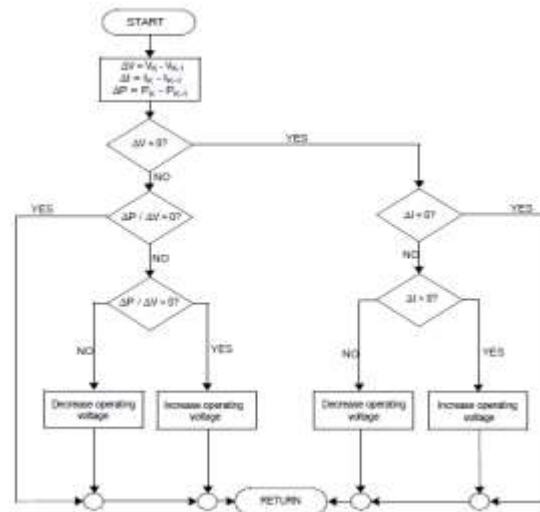 START
ΔV = V_K - V_K-1
ΔI = I_K - I_K-1
ΔP = P_K - P_K-1
ΔV = 0?
YES
NO
YES
ΔP / ΔV = 0?
ΔI = 0?
YES
NO
NO
ΔP / ΔV = 0?
ΔI = 0?
NO
YES
NO
YES
Decrease operating
voltage
Increase operating
voltage
Decrease operating
voltage
Increase operating
voltage
RETURN